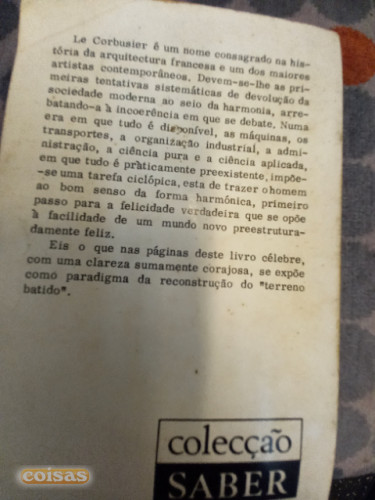 Le Corbusier é um nome consagrado na his-
tória da arquitectura francesa e um dos maiores
artistas contemporâneos. Devem-se-lhe as pri-
meiras tentativas sistemáticas de devolução da
sociedade moderna ao seio da harmonia, arre-
batando-a à incoerência em que se debate. Numa
era em que tudo é disponível, as máquinas, os
transportes, a organização industrial, a admi-
nistração, a ciência pura e a ciência aplicada,
em que tudo é pràticamente preexistente, impõe-
-se uma tarefa ciclópica, esta de trazer o homem
ao bom senso da forma harmónica, primeiro
passo para a felicidade verdadeira que se opõe
à facilidade de um mundo novo preestrutura-
damente feliz.
Eis o que nas páginas deste livro célebre,
com uma clareza sumamente corajosa, se expõe
como paradigma da reconstrução do "terreno
batido".
colecção
SABER
coisas